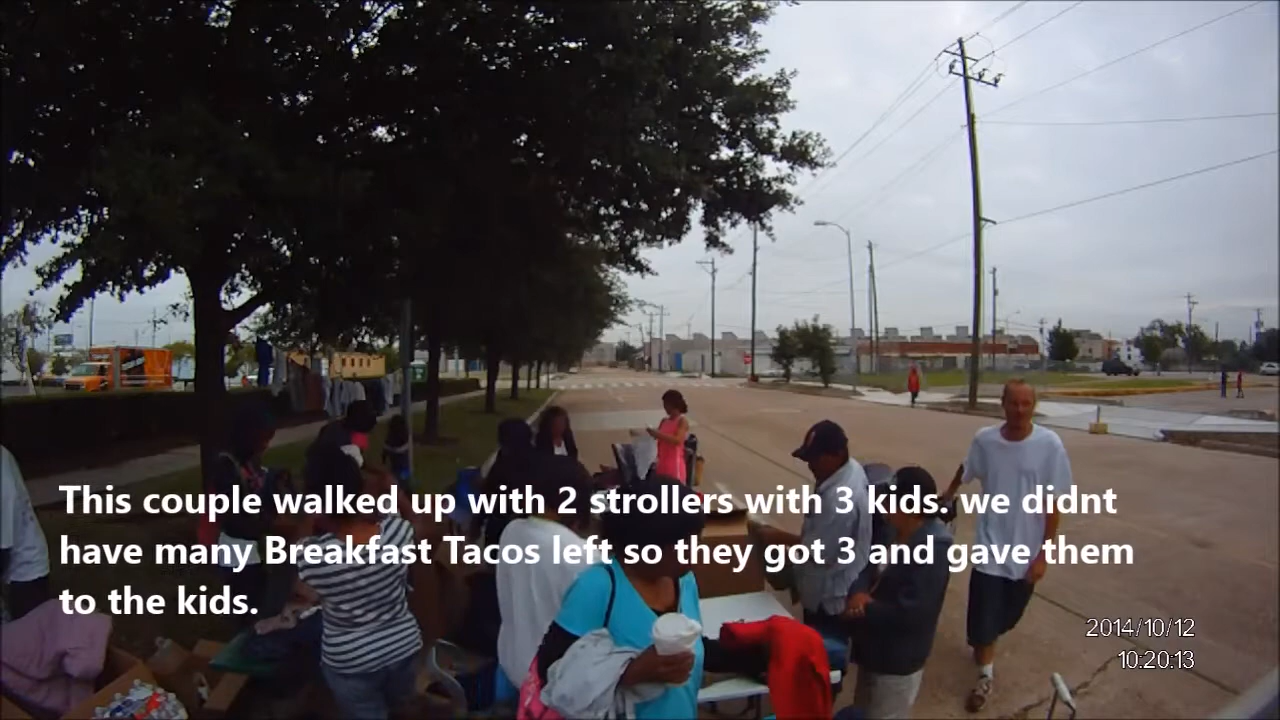 This couple walked up with 2 strollers with 3 kids. we didnt
have many Breakfast Tacos left so they got 3 and gave them
to the kids.
2014/10/12
10:20:13